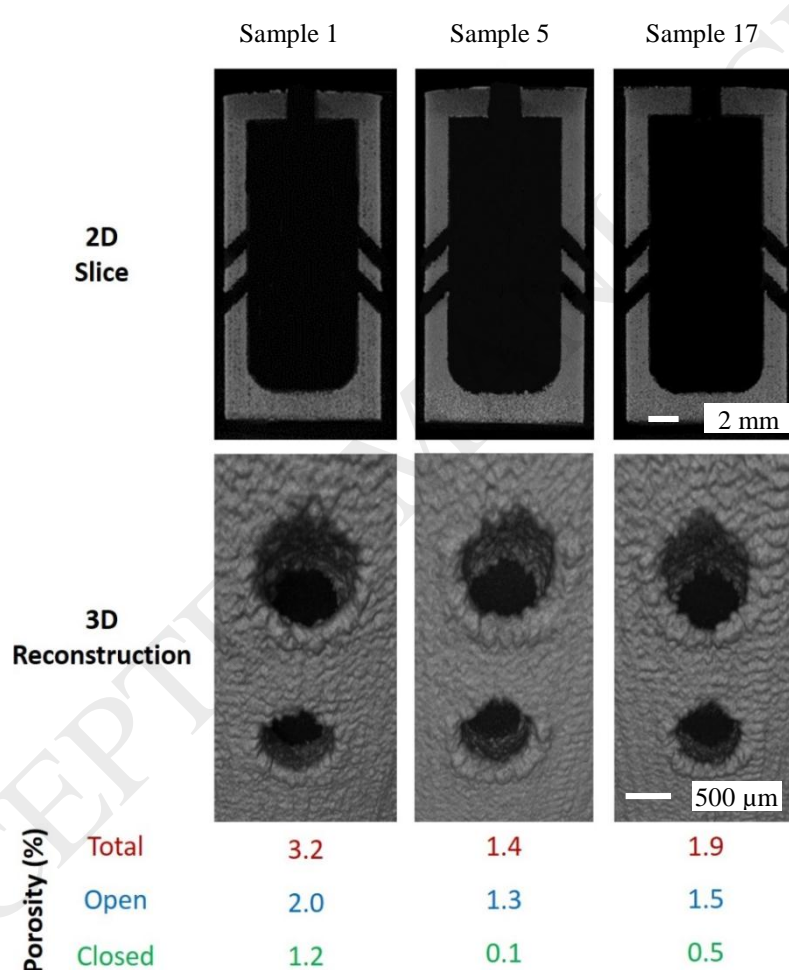 Sample 1 Sample 5 Sample 17
2D
Slice
2 mm
3D
Reconstruction
500 µm
Porosity (%)
Total 3.2 1.4 1.9
Open 2.0 1.3 1.5
Closed 1.2 0.1 0.5